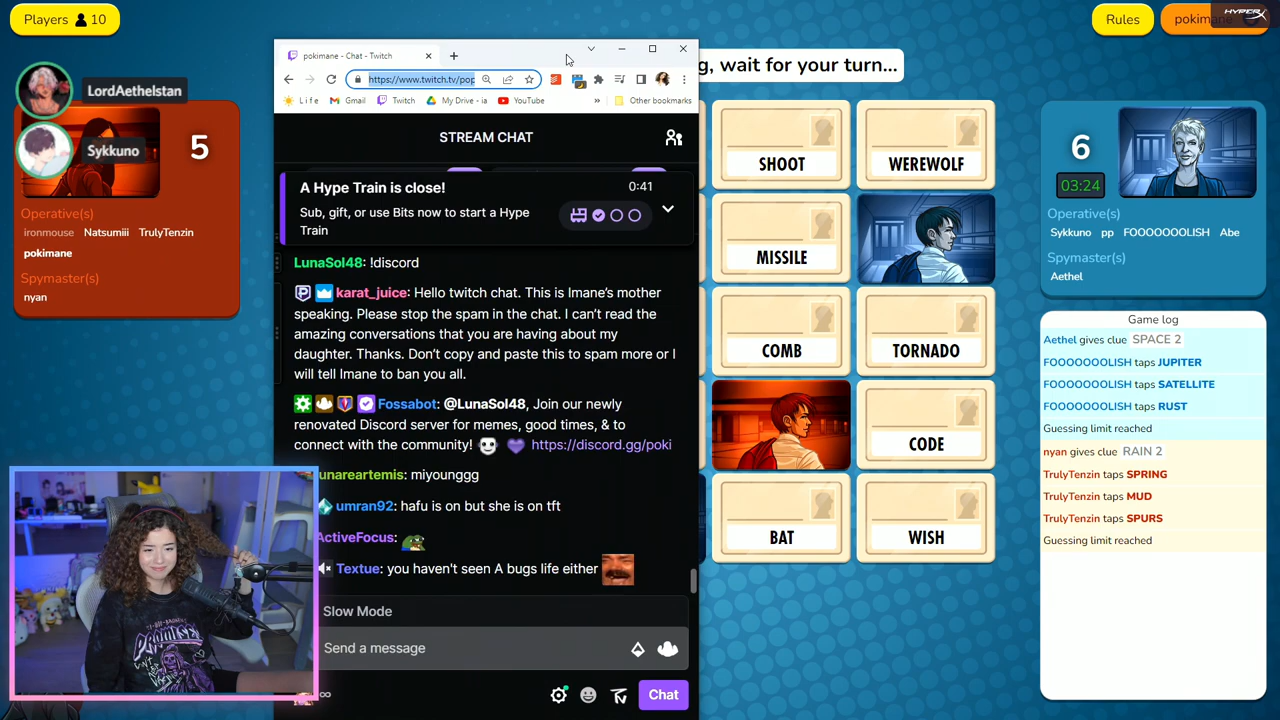 Players 10
Rules
pokimane
HYPERX
LordAethelstan
Sykkuno
5
Operative(s)
ironmouse Natsumiii TrulyTenzin
pokimane
Spymaster(s)
nyan
pokimane - Chat - Twitch
https://www.twitch.tv/pop
Life Gmail Twitch My Drive - ia YouTube » Other bookmarks
STREAM CHAT
A Hype Train is close!
0:41
Sub, gift, or use Bits now to start a Hype
Train
LunaSol48: !discord
karat_juice: Hello twitch chat. This is Imane's mother
speaking. Please stop the spam in the chat. I can't read the
amazing conversations that you are having about my
daughter. Thanks. Don't copy and paste this to spam more or I
will tell Imane to ban you all.
Fossabot: @LunaSol48, Join our newly
renovated Discord server for memes, good times, & to
connect with the community! https://discord.gg/poki
unareartemis: miyounggg
umran92: hafu is on but she is on tft
ActiveFocus:
Textue: you haven't seen A bugs life either
Slow Mode
Send a message
Chat
g, wait for your turn...
SHOOT
WEREWOLF
MISSILE
COMB
TORNADO
CODE
BAT
WISH
6
03:24
Operative(s)
Sykkuno pp FOOOOOOLISH Abe
Spymaster(s)
Aethel
Game log
Aethel gives clue SPACE 2
FOOOOOOLISH taps JUPITER
FOOOOOOLISH taps SATELLITE
FOOOOOOLISH taps RUST
Guessing limit reached
nyan gives clue RAIN 2
TrulyTenzin taps SPRING
TrulyTenzin taps MUD
TrulyTenzin taps SPURS
Guessing limit reached